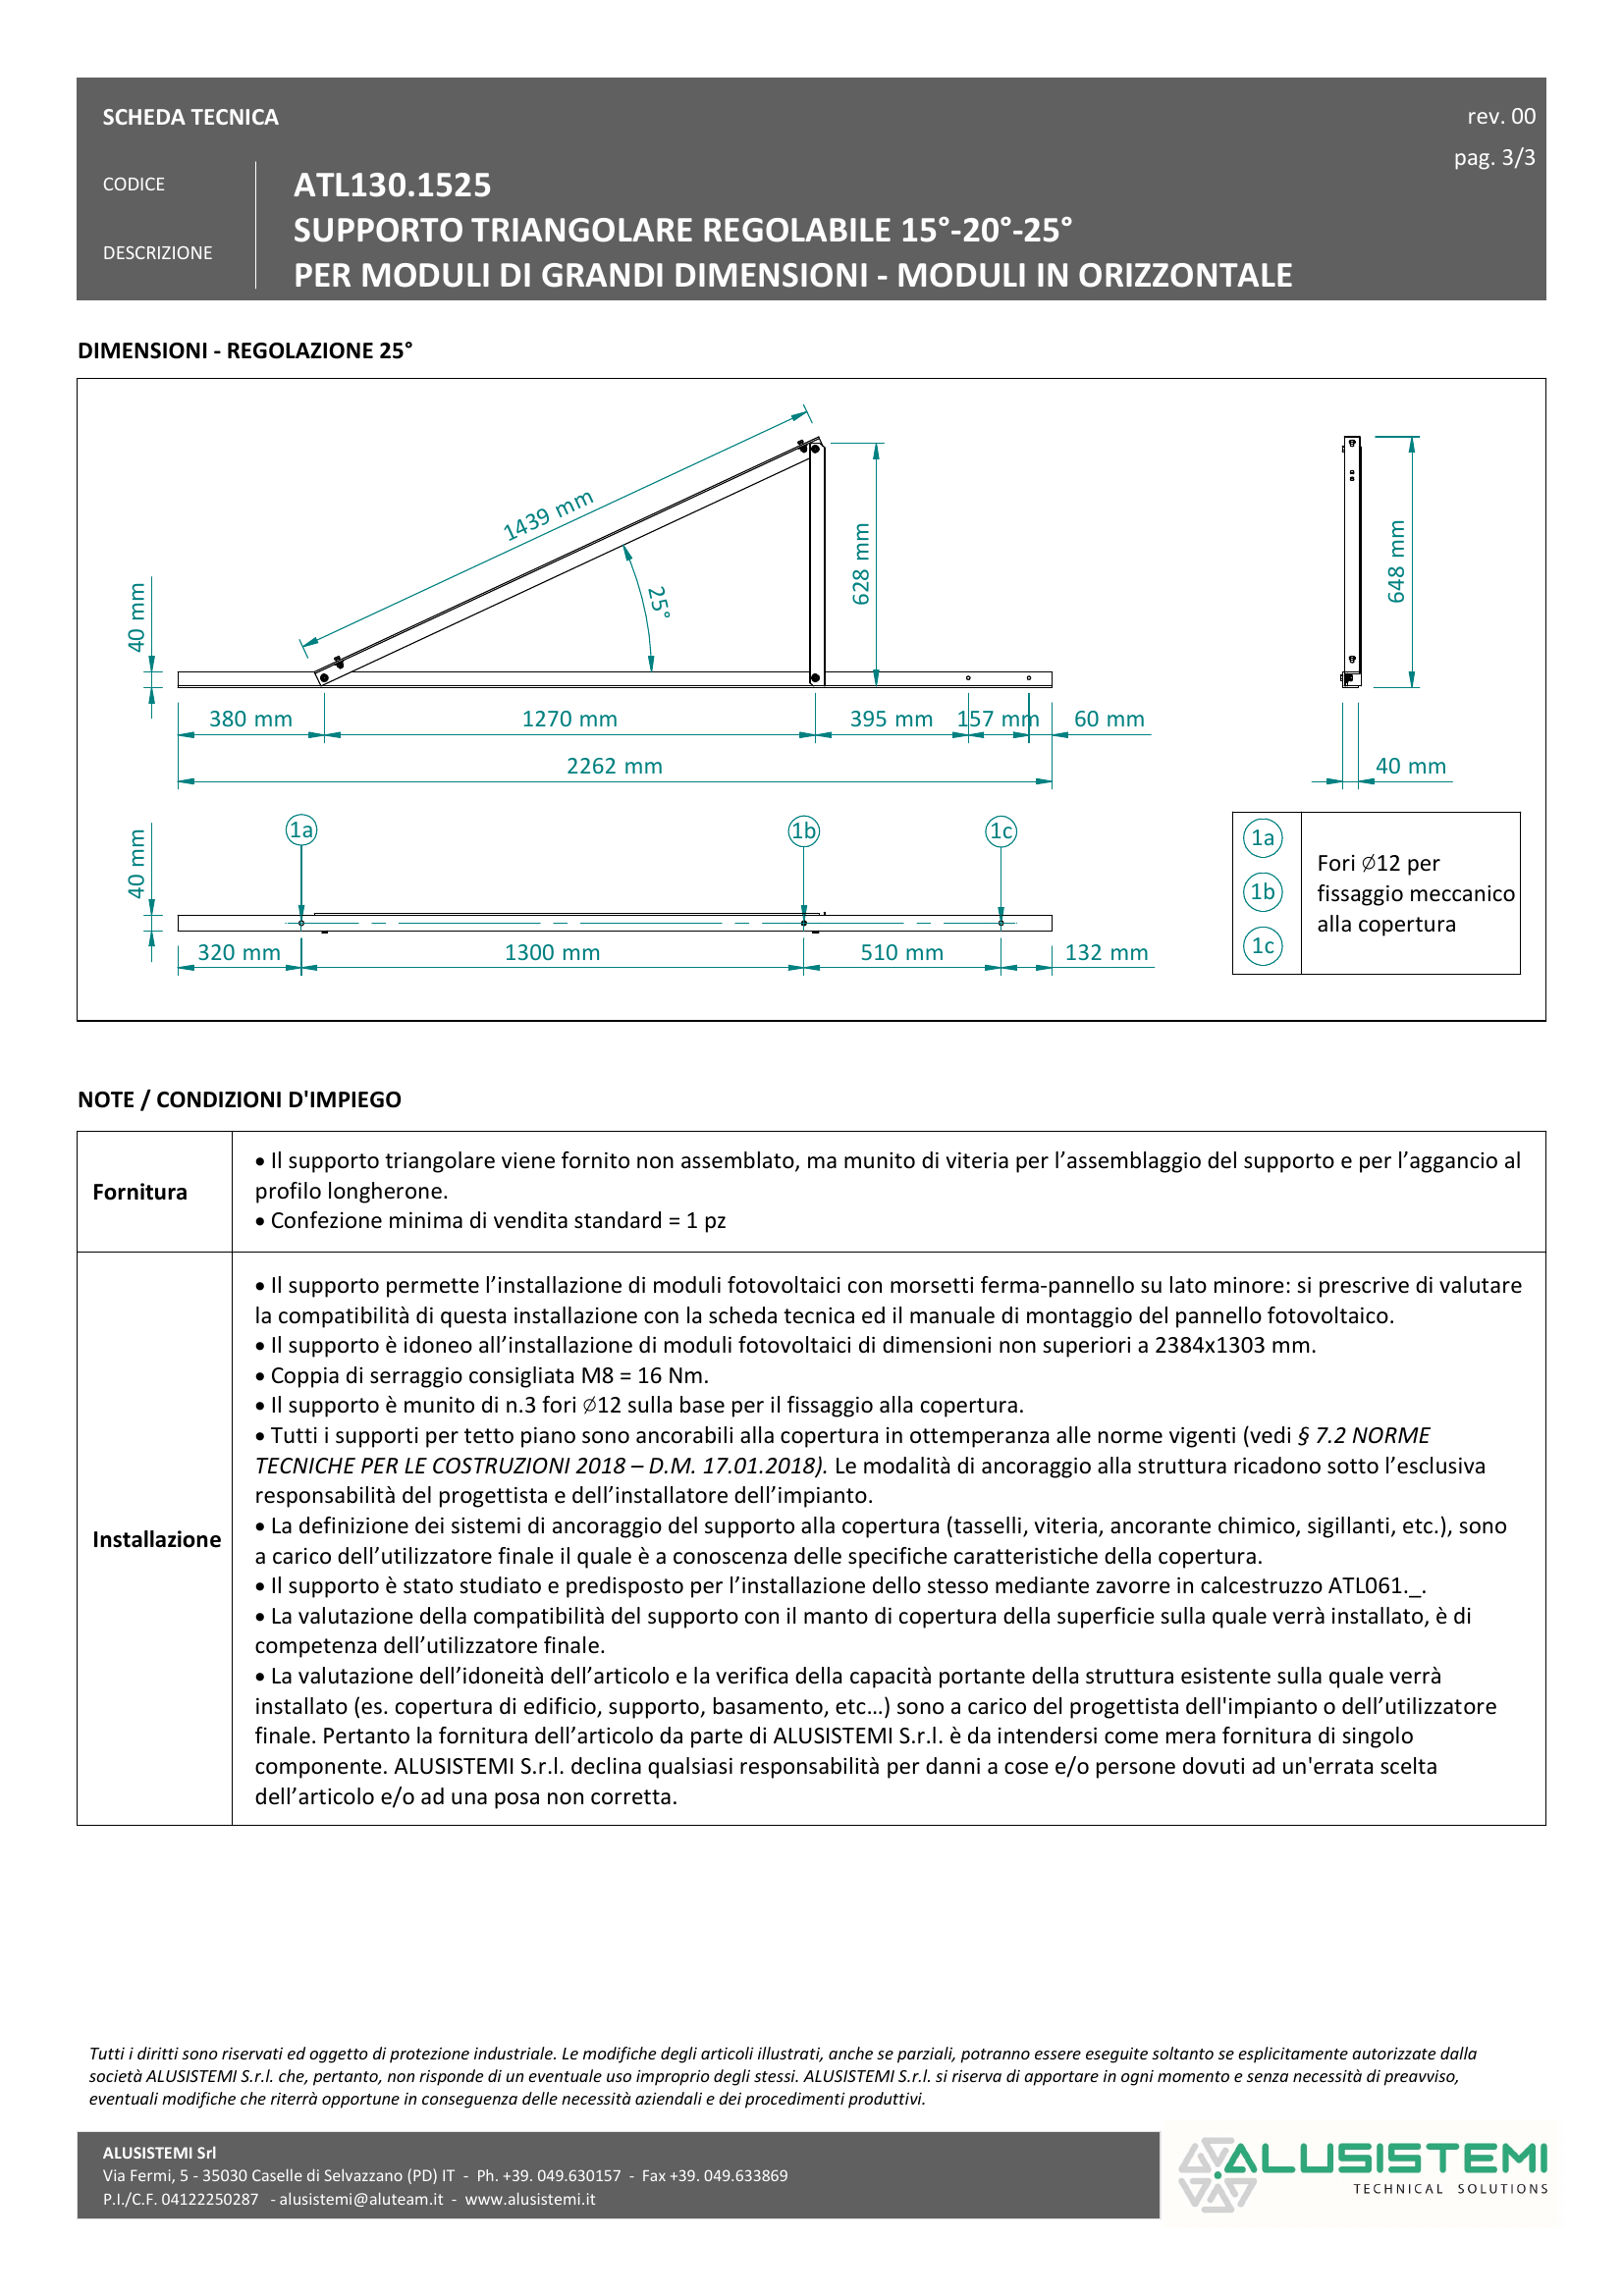 SCHEDA TECNICA
rev. 00
pag. 3/3
CODICE
ATL130.1525
DESCRIZIONE
SUPPORTO TRIANGOLARE REGOLABILE 15°-20°-25°
PER MODULI DI GRANDI DIMENSIONI - MODULI IN ORIZZONTALE
DIMENSIONI - REGOLAZIONE 25°
1439 mm
25°
628 mm
648 mm
40 mm
380 mm
1270 mm
395 mm
157 mm
60 mm
2262 mm
40 mm
40 mm
1a
1b
1c
320 mm
1300 mm
510 mm
132 mm
1a
1b
1c
Fori ∅12 per
fissaggio meccanico
alla copertura
NOTE / CONDIZIONI D'IMPIEGO
Fornitura
• Il supporto triangolare viene fornito non assemblato, ma munito di viteria per l’assemblaggio del supporto e per l’aggancio al
profilo longherone.
• Confezione minima di vendita standard = 1 pz
Installazione
• Il supporto permette l’installazione di moduli fotovoltaici con morsetti ferma-pannello su lato minore: si prescrive di valutare
la compatibilità di questa installazione con la scheda tecnica ed il manuale di montaggio del pannello fotovoltaico.
• Il supporto è idoneo all’installazione di moduli fotovoltaici di dimensioni non superiori a 2384x1303 mm.
• Coppia di serraggio consigliata M8 = 16 Nm.
• Il supporto è munito di n.3 fori ∅12 sulla base per il fissaggio alla copertura.
• Tutti i supporti per tetto piano sono ancorabili alla copertura in ottemperanza alle norme vigenti (vedi § 7.2 NORME
TECNICHE PER LE COSTRUZIONI 2018 – D.M. 17.01.2018). Le modalità di ancoraggio alla struttura ricadono sotto l’esclusiva
responsabilità del progettista e dell’installatore dell’impianto.
• La definizione dei sistemi di ancoraggio del supporto alla copertura (tasselli, viteria, ancorante chimico, sigillanti, etc.), sono
a carico dell’utilizzatore finale il quale è a conoscenza delle specifiche caratteristiche della copertura.
• Il supporto è stato studiato e predisposto per l’installazione dello stesso mediante zavorre in calcestruzzo ATL061._.
• La valutazione della compatibilità del supporto con il manto di copertura della superficie sulla quale verrà installato, è di
competenza dell’utilizzatore finale.
• La valutazione dell’idoneità dell’articolo e la verifica della capacità portante della struttura esistente sulla quale verrà
installato (es. copertura di edificio, supporto, basamento, etc…) sono a carico del progettista dell'impianto o dell’utilizzatore
finale. Pertanto la fornitura dell’articolo da parte di ALUSISTEMI S.r.l. è da intendersi come mera fornitura di singolo
componente. ALUSISTEMI S.r.l. declina qualsiasi responsabilità per danni a cose e/o persone dovuti ad un'errata scelta
dell’articolo e/o ad una posa non corretta.
Tutti i diritti sono riservati ed oggetto di protezione industriale. Le modifiche degli articoli illustrati, anche se parziali, potranno essere eseguite soltanto se esplicitamente autorizzate dalla
società ALUSISTEMI S.r.l. che, pertanto, non risponde di un eventuale uso improprio degli stessi. ALUSISTEMI S.r.l. si riserva di apportare in ogni momento e senza necessità di preavviso,
eventuali modifiche che riterrà opportune in conseguenza delle necessità aziendali e dei procedimenti produttivi.
ALUSISTEMI Srl
Via Fermi, 5 - 35030 Caselle di Selvazzano (PD) IT - Ph. +39. 049.630157 - Fax +39. 049.633869
P.I./C.F. 04122250287 - alusistemi@aluteam.it - www.alusistemi.it
ALUSISTEMI
TECHNICAL SOLUTIONS